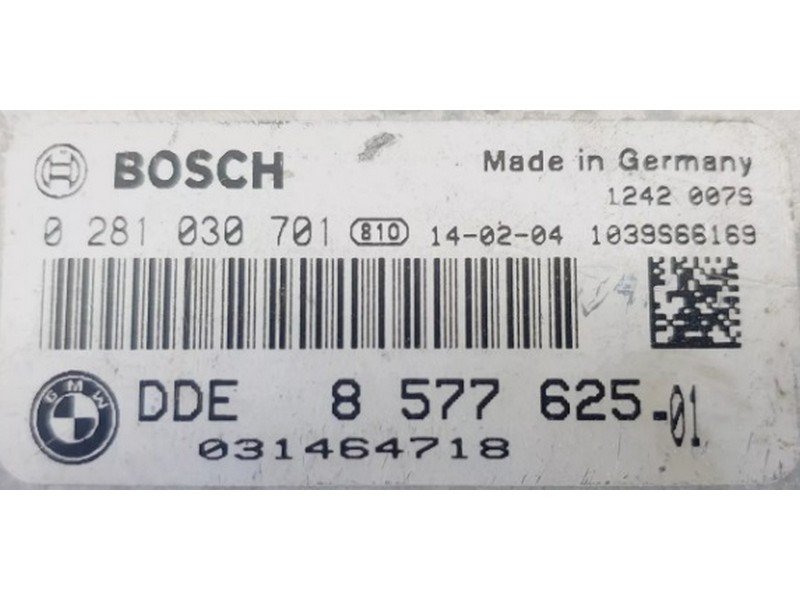 BOSCH Made in Germany
1242 007S
0 281 030 701 810 14-02-04 1039S66169
BMW DDE 8 577 625-01
031464718